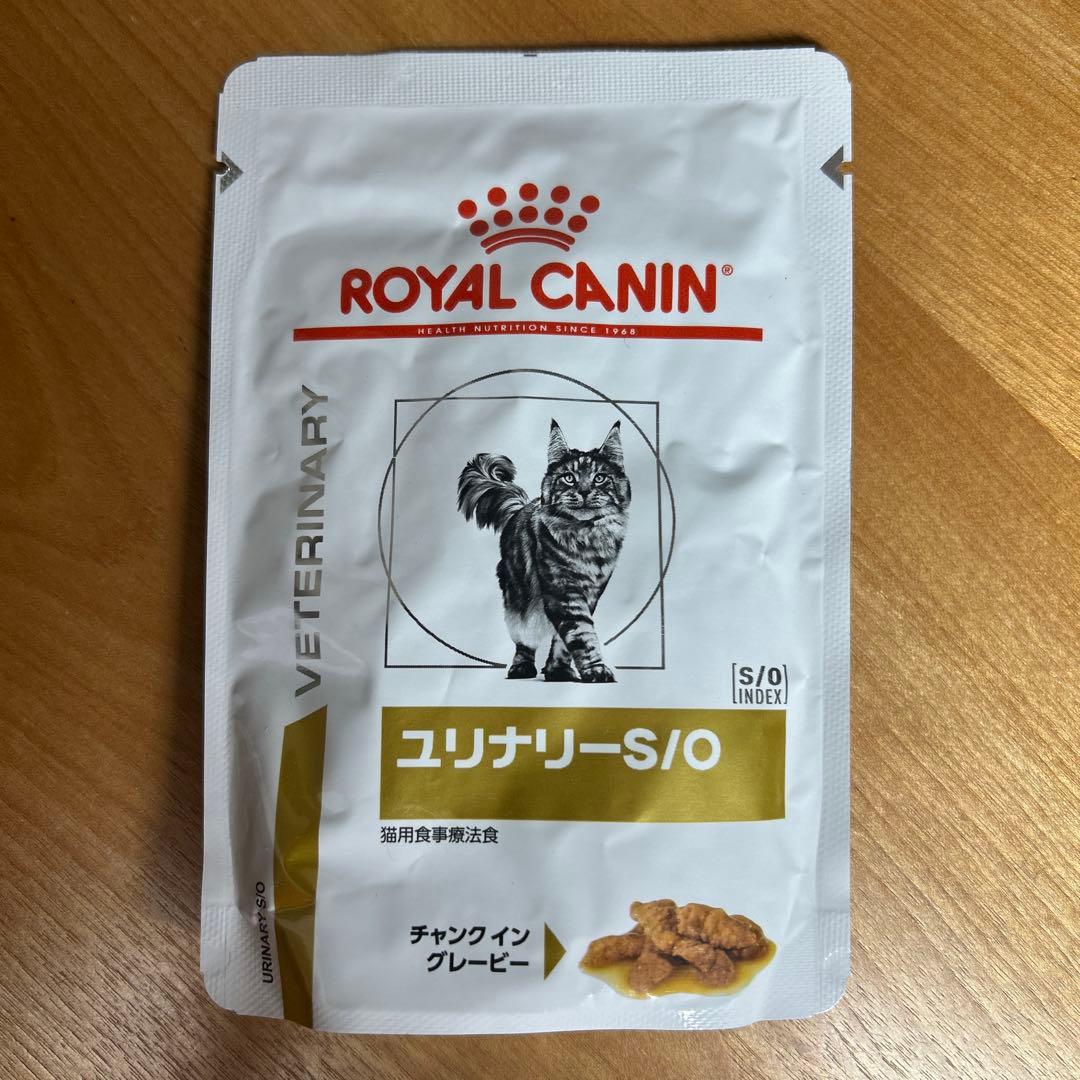 ROYAL CANIN®
HEALTH NUTRITION SINCE 1968
VETERINARY
S/O
INDEX
ユリナリーS/O
猫用食事療法食
URINARY S/O
チャンク イン
グレービー